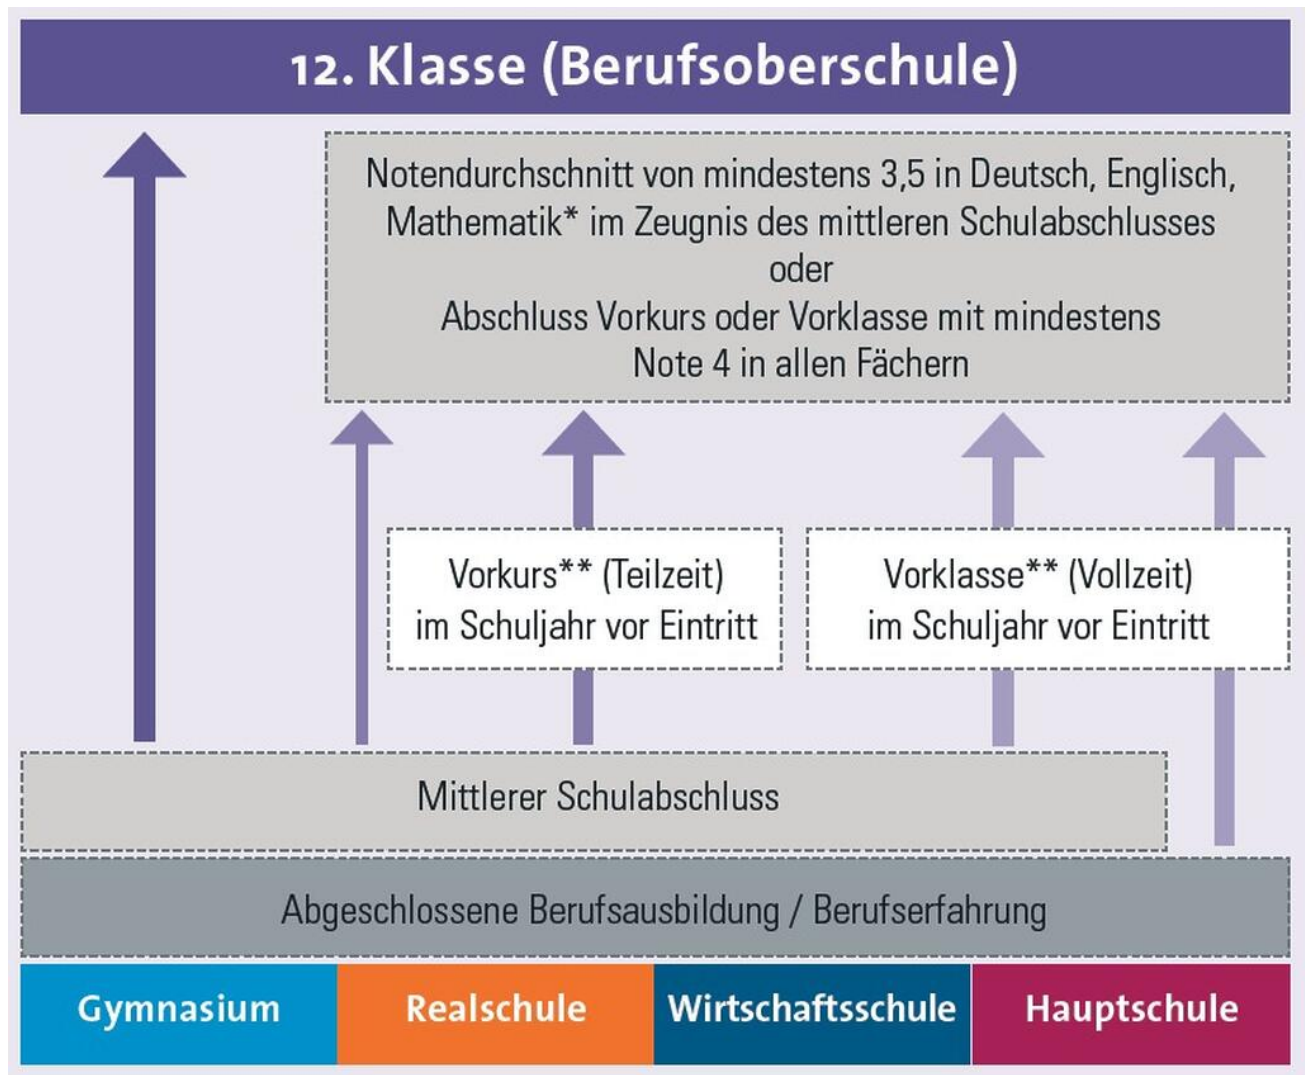 12. Klasse (Berufsoberschule)
Notendurchschnitt von mindestens 3,5 in Deutsch, Englisch,
Mathematik* im Zeugnis des mittleren Schulabschlusses
oder
Abschluss Vorkurs oder Vorklasse mit mindestens
Note 4 in allen Fächern
Vorkurs** (Teilzeit)
im Schuljahr vor Eintritt
Vorklasse** (Vollzeit)
im Schuljahr vor Eintritt
Mittlerer Schulabschluss
Abgeschlossene Berufsausbildung / Berufserfahrung
Gymnasium
Realschule
Wirtschaftsschule
Hauptschule